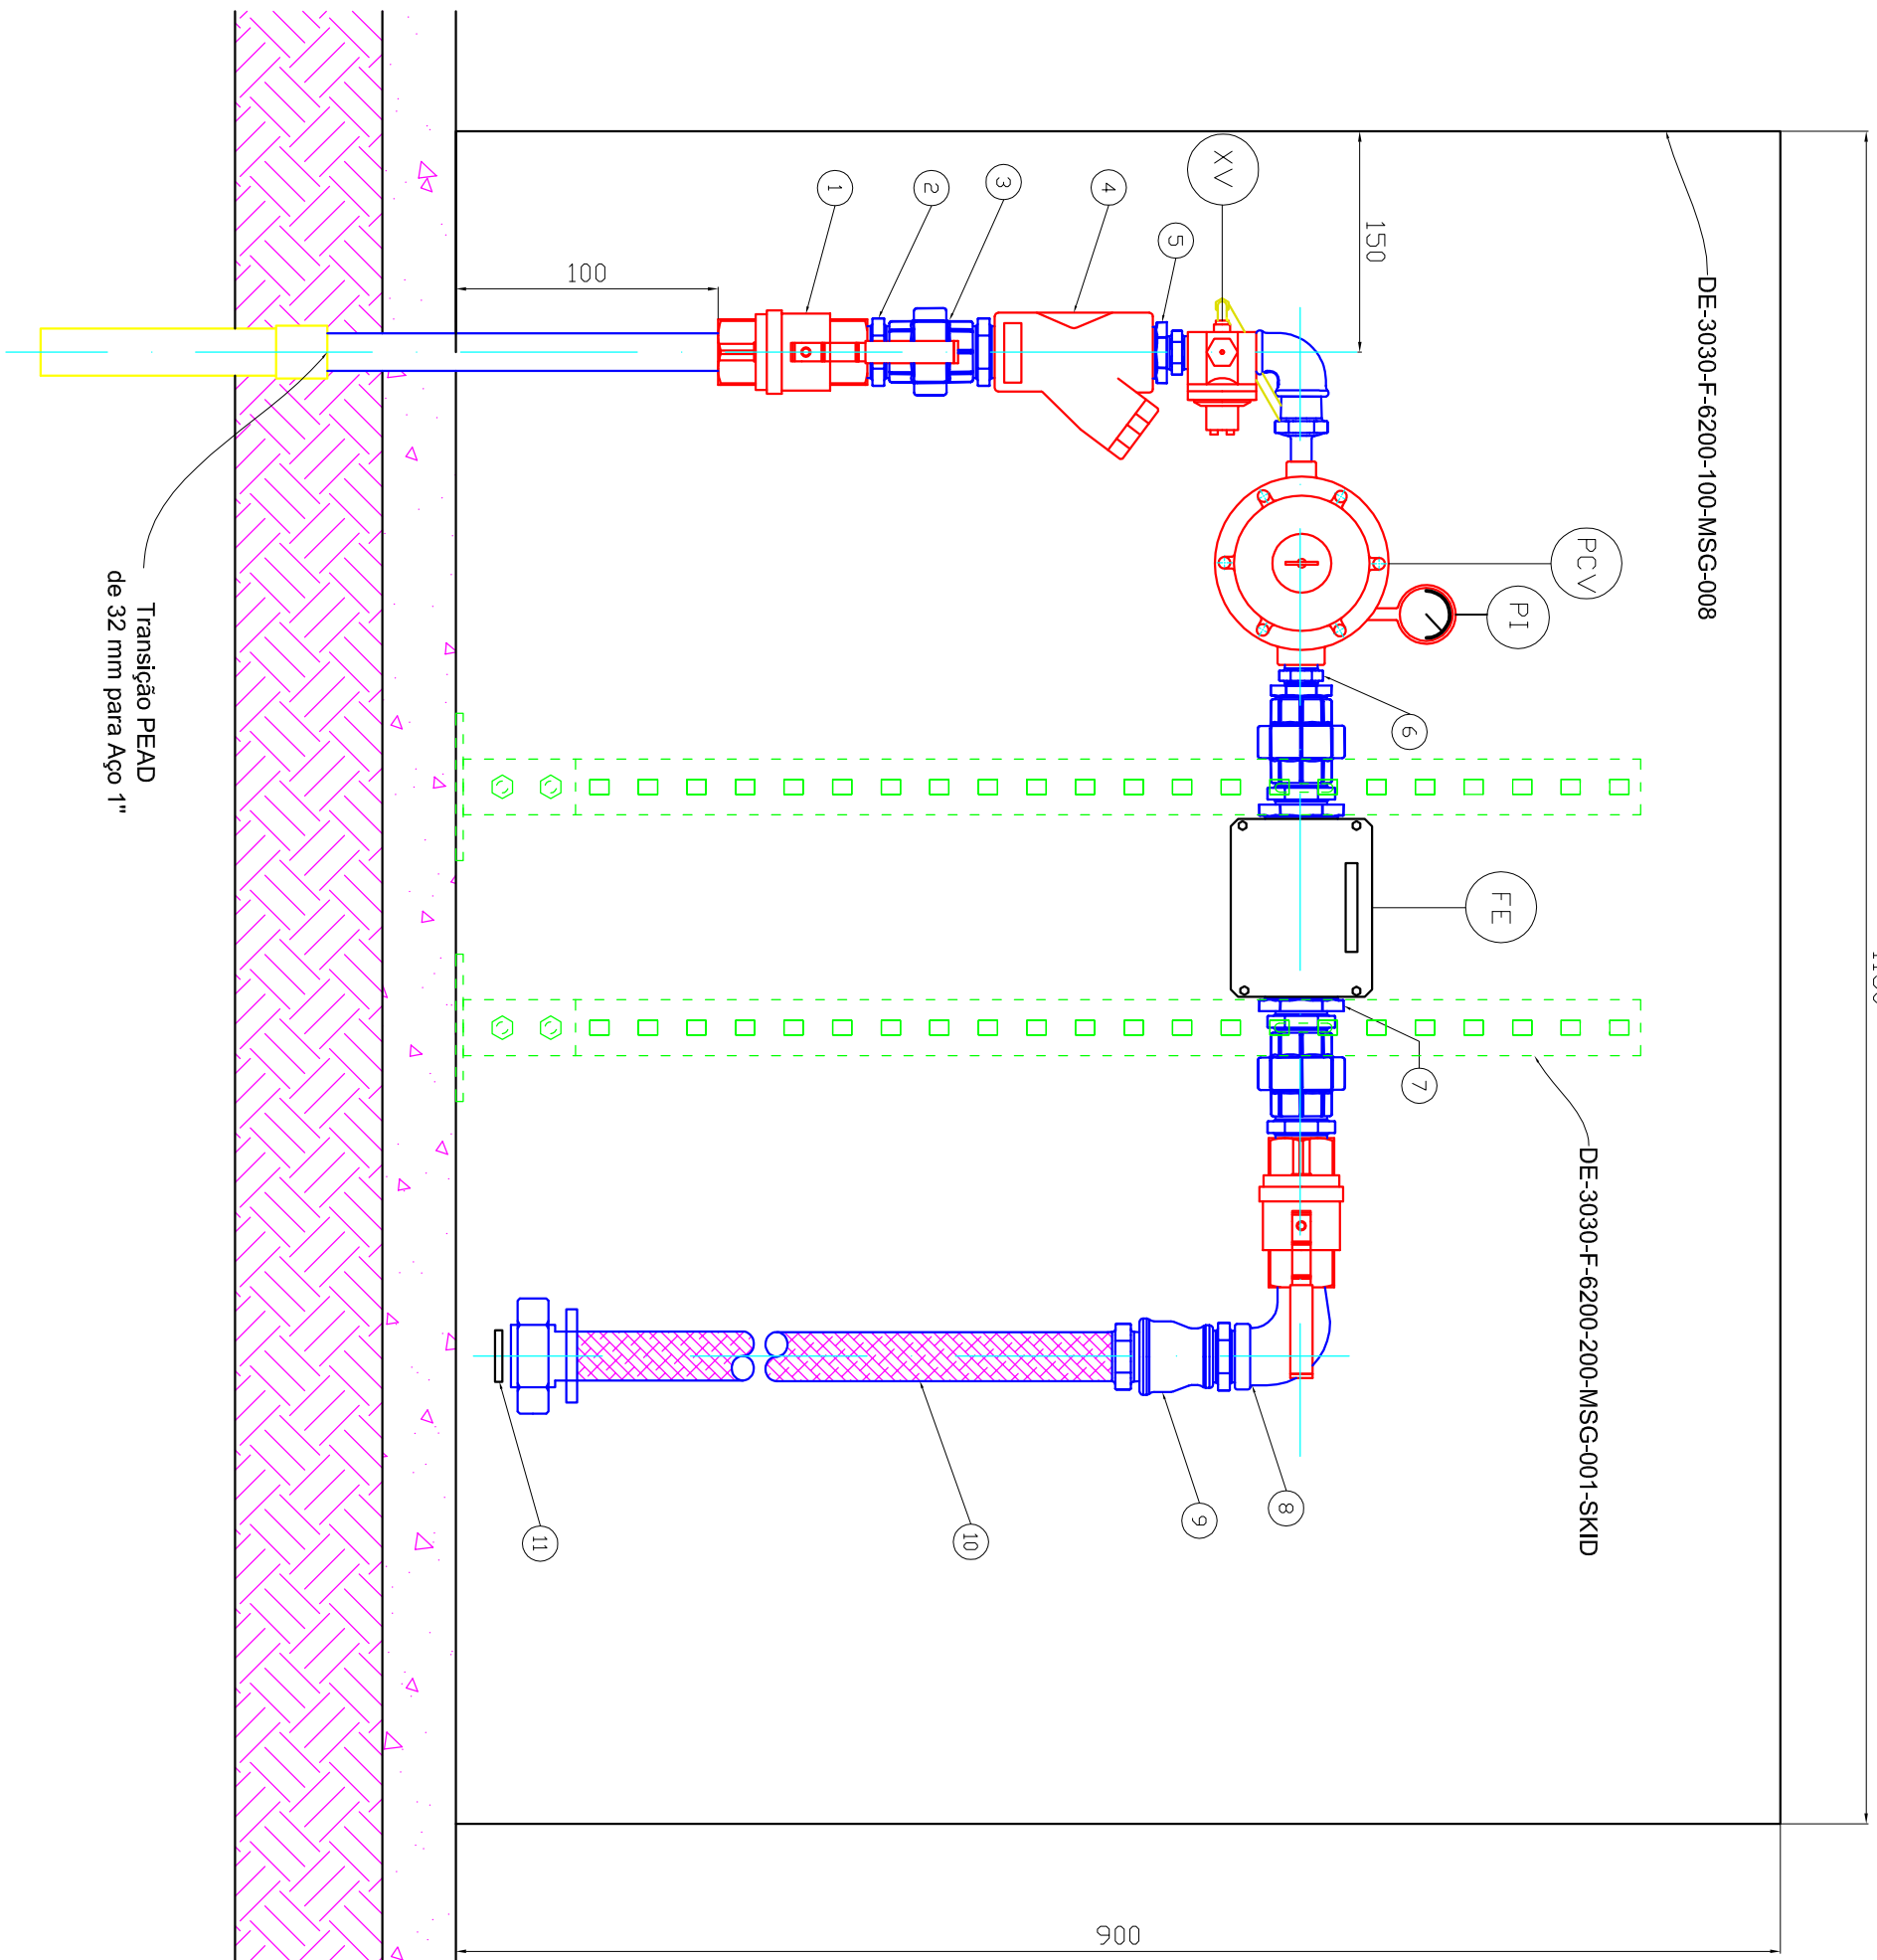 DE-3030-F-6200-100-MSG-008
150
100
XV
1
2
3
4
5
PCV
PI
6
FE
7
DE-3030-F-6200-200-MSG-001-SKID
8
9
10
11
Transição PEAD
de 32 mm para Aço 1"
900